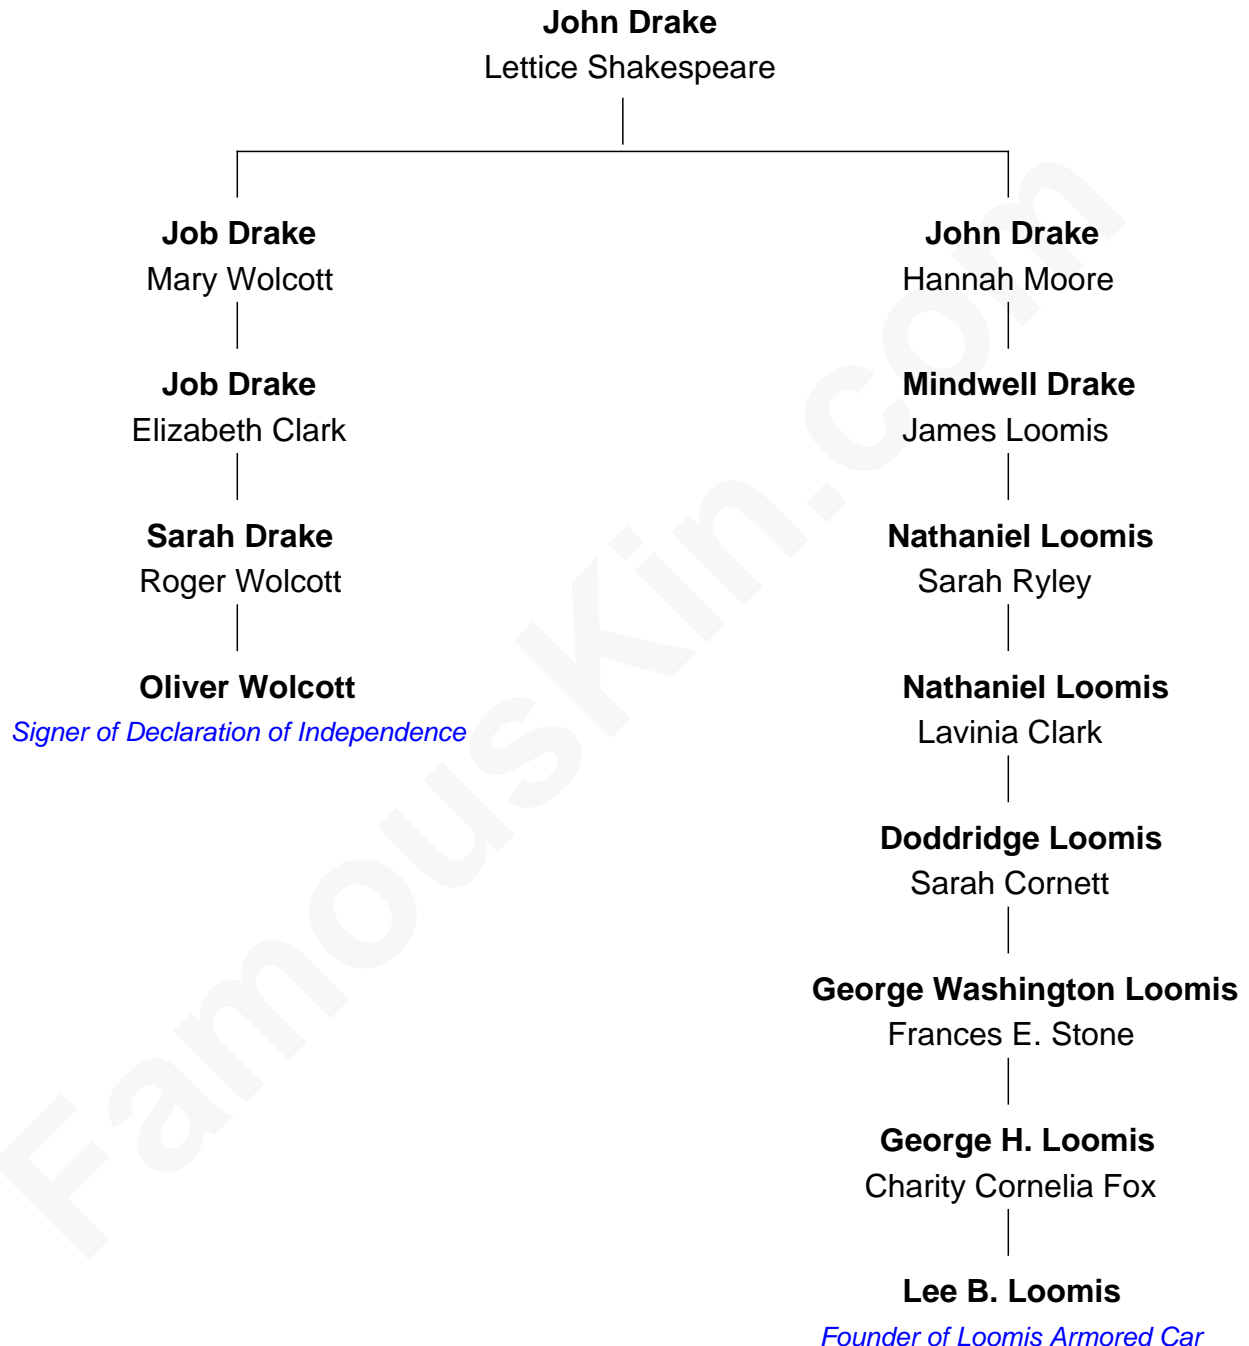 John Drake
Lettice Shakespeare
Job Drake
Mary Wolcott
Job Drake
Elizabeth Clark
Sarah Drake
Roger Wolcott
Oliver Wolcott
Signer of Declaration of Independence
John Drake
Hannah Moore
Mindwell Drake
James Loomis
Nathaniel Loomis
Sarah Ryley
Nathaniel Loomis
Lavinia Clark
Doddridge Loomis
Sarah Cornett
George Washington Loomis
Frances E. Stone
George H. Loomis
Charity Cornelia Fox
Lee B. Loomis
Founder of Loomis Armored Car
FamousKin.com